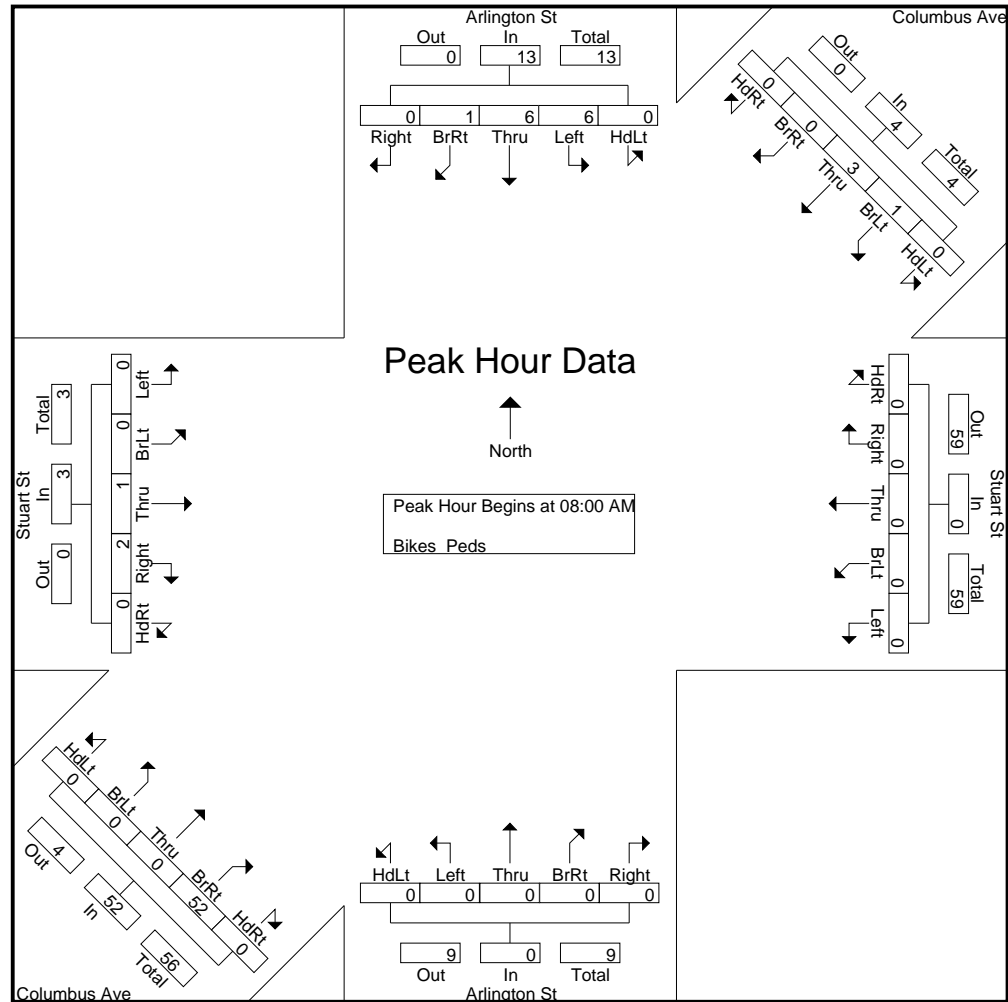 Arlington St
Out In Total
0 13 13
0 1 6 6 0
Right BrRt Thru Left HdLt
Columbus Ave
Out In Total
0 4 4
0 0 3 1 0
HdRt BrRt Thru BrLt HdLt
Stuart St
Total In Out
3 3 0
0 0 1 2 0
Left BrLt Thru Right HdRt
Peak Hour Data
North
Peak Hour Begins at 08:00 AM
Bikes Peds
HdRt Right Thru BrLt Left
0 0 0 0 0
Out In Total
59 0 59
Stuart St
HdLt BrLt Thru BrRt HdRt
0 0 0 52 0
Out In Total
4 52 56
Columbus Ave
HdLt Left Thru BrRt Right
0 0 0 0 0
9 0 9
Out In Total
Arlington St